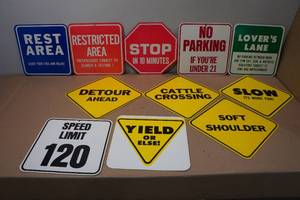 REST
AREA
RESTRICTED
AREA
STOP
IN 10 MINUTES
NO
PARKING
IF YOU'RE
UNDER 21
LOVER'S
LANE
DETOUR
AHEAD
CATTLE
CROSSING
SLOW
SPEED
LIMIT
120
YIELD
OR ELSE!
SOFT
SHOULDER